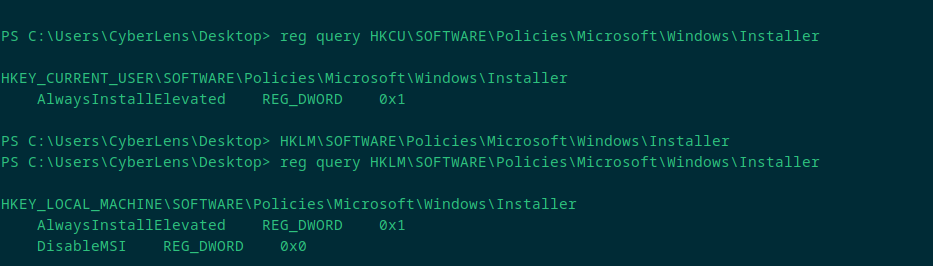 PS C:\Users\CyberLens\Desktop> reg query HKCU\SOFTWARE\Policies\Microsoft\Windows\Installer
HKEY_CURRENT_USER\SOFTWARE\Policies\Microsoft\Windows\Installer
    AlwaysInstallElevated    REG_DWORD    0x1
PS C:\Users\CyberLens\Desktop> HKLM\SOFTWARE\Policies\Microsoft\Windows\Installer
PS C:\Users\CyberLens\Desktop> reg query HKLM\SOFTWARE\Policies\Microsoft\Windows\Installer
HKEY_LOCAL_MACHINE\SOFTWARE\Policies\Microsoft\Windows\Installer
    AlwaysInstallElevated    REG_DWORD    0x1
    DisableMSI    REG_DWORD    0x0